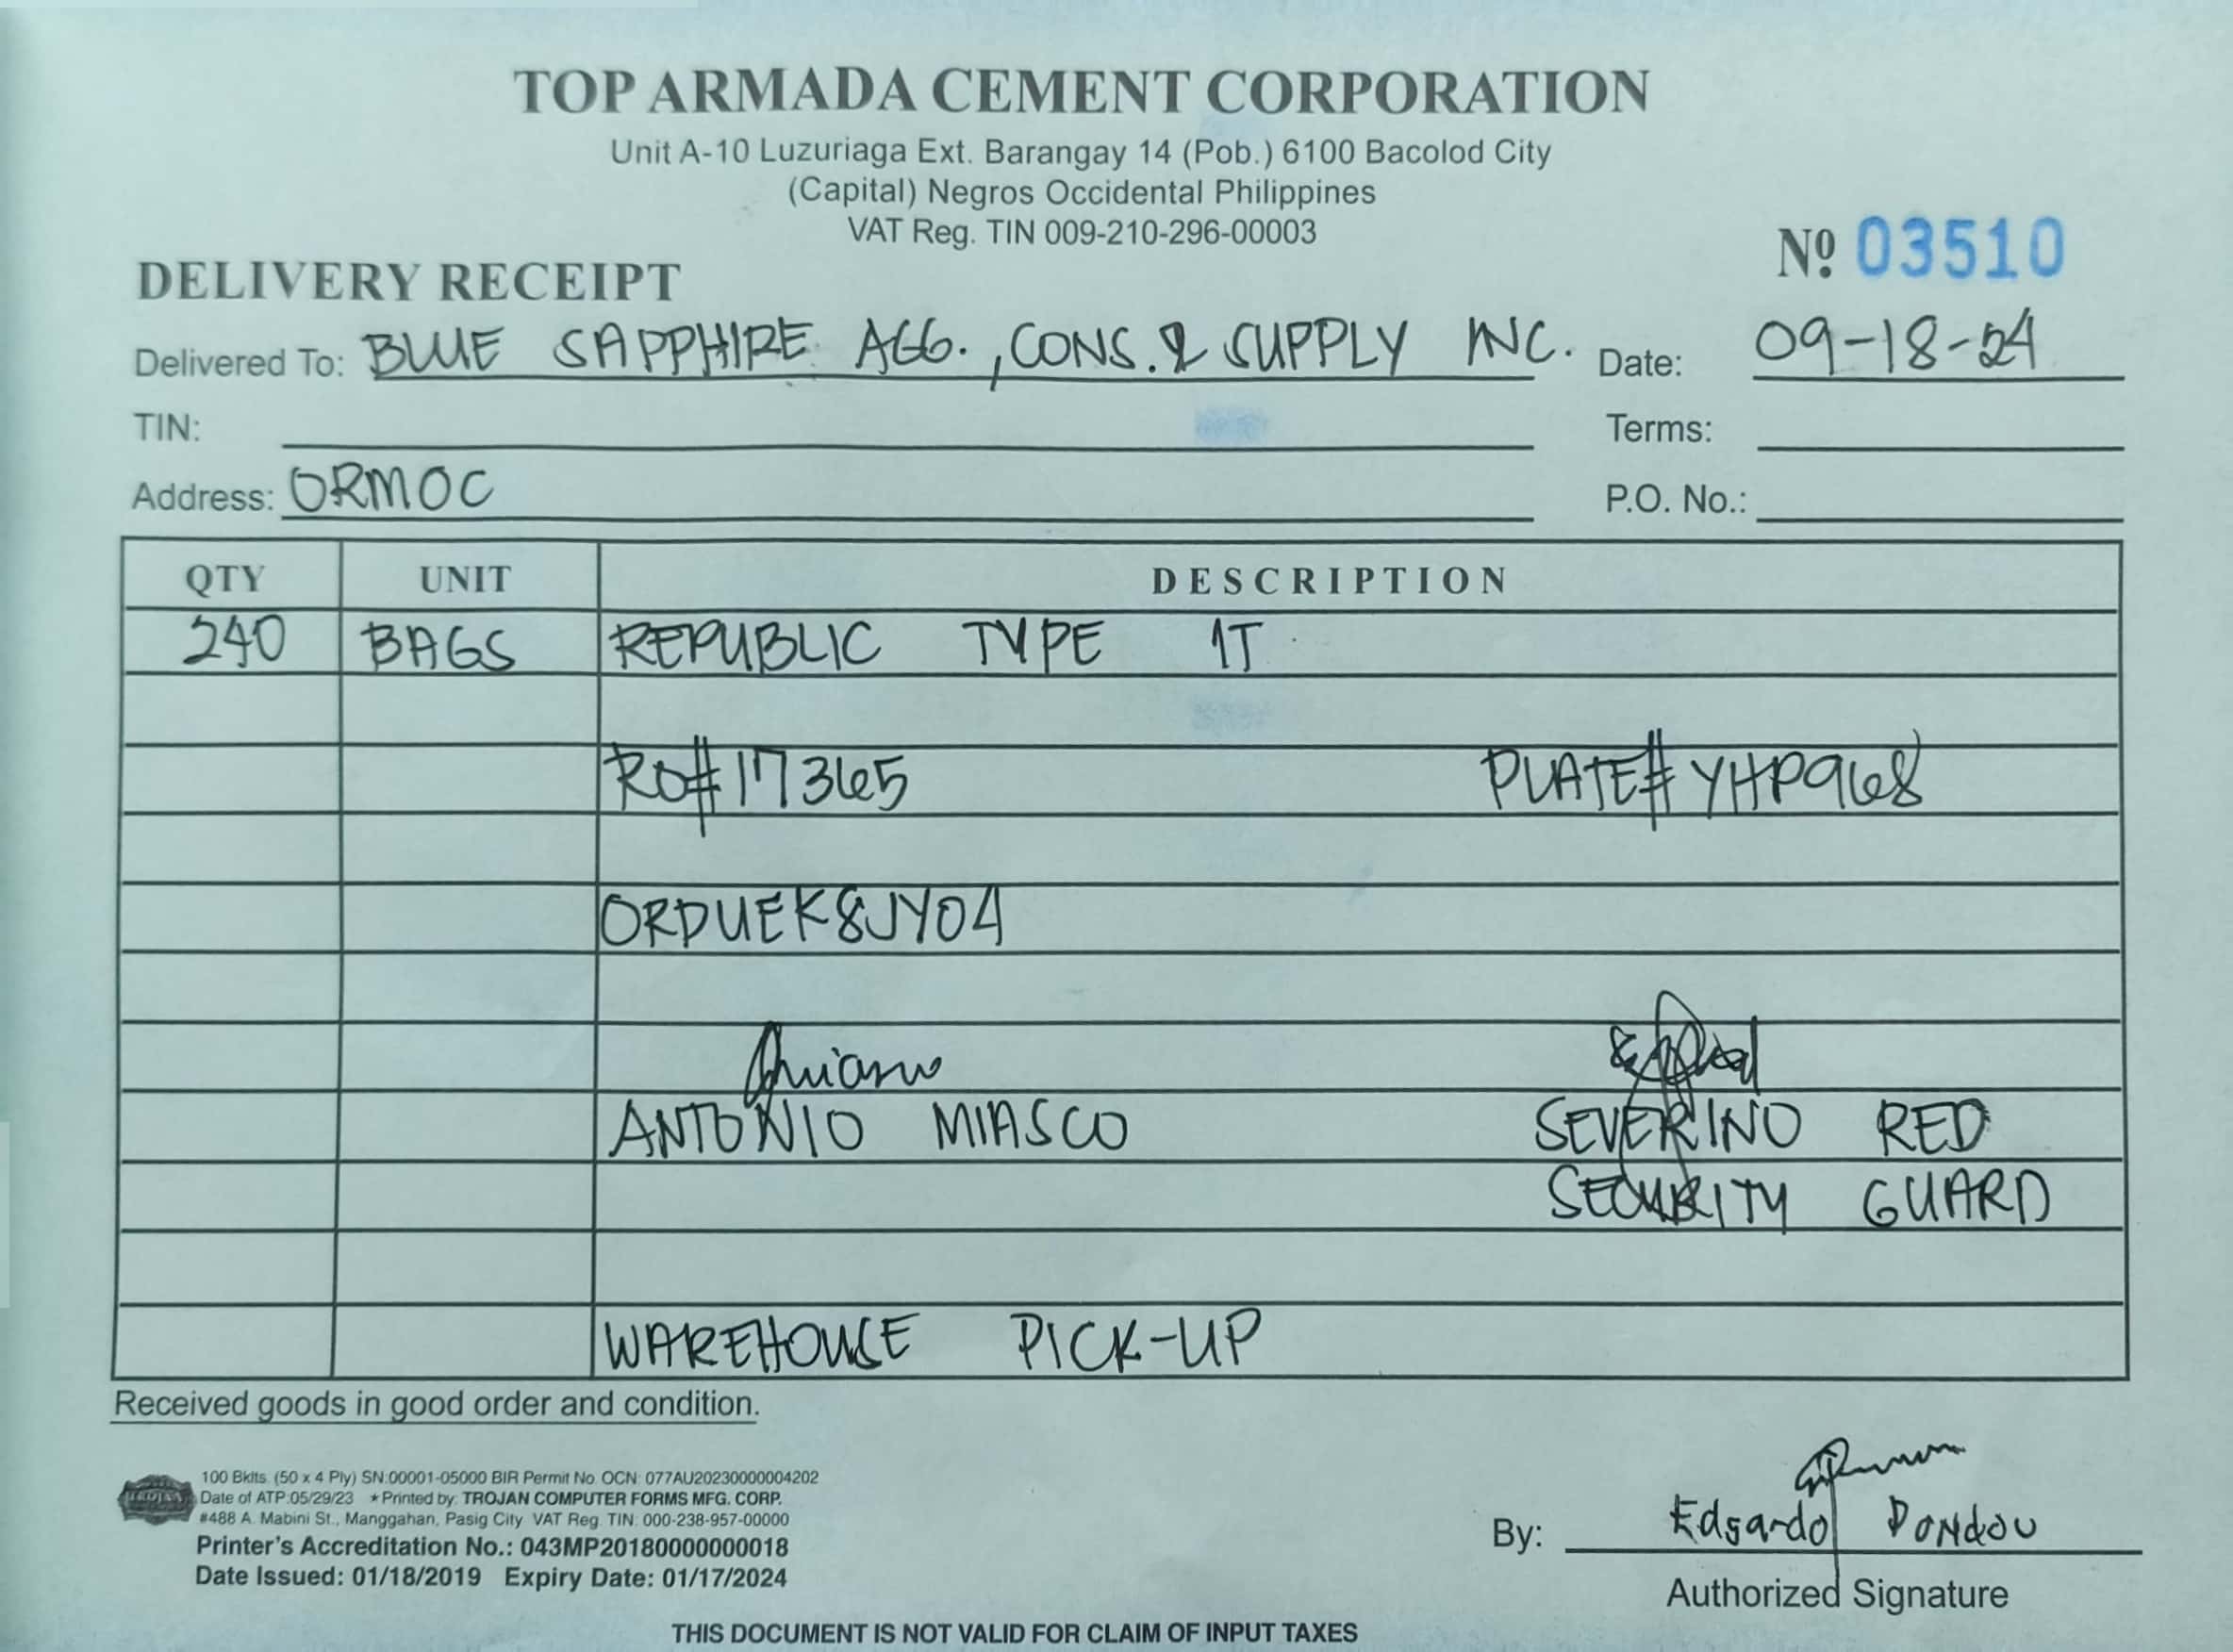 TOP ARMADA CEMENT CORPORATION
Unit A-10 Luzuriaga Ext. Barangay 14 (Pob.) 6100 Bacolod City
(Capital) Negros Occidental Philippines
VAT Reg. TIN 009-210-296-00003
Nº 03510
DELIVERY RECEIPT
Delivered To: BLUE SAPPHIRE AGG., CONS. & SUPPLY INC. Date: 09-18-24
TIN: Terms:
Address: ORMOC P.O. No.:
QTY UNIT DESCRIPTION
240 BAGS REPUBLIC TYPE 1T
RO#17365 PLATE# YHP968
ORDUEK8JY04
ANTONIO MIASCO SEVERINO RED
SECURITY GUARD
WAREHOUSE PICK-UP
Received goods in good order and condition.
100 Bklts. (50 x 4 Ply) SN:00001-05000 BIR Permit No. OCN: 077AU20230000004202
Date of ATP:05/29/23 ★Printed by: TROJAN COMPUTER FORMS MFG. CORP.
#488 A. Mabini St., Manggahan, Pasig City VAT Reg. TIN: 000-238-957-00000
Printer's Accreditation No.: 043MP20180000000018
Date Issued: 01/18/2019 Expiry Date: 01/17/2024
By: Edgardo
Authorized Signature
THIS DOCUMENT IS NOT VALID FOR CLAIM OF INPUT TAXES